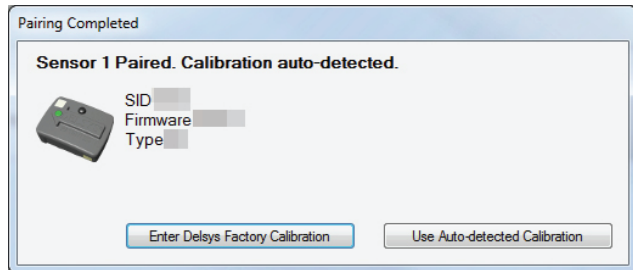 Pairing Completed
Sensor 1 Paired. Calibration auto-detected.
SID
Firmware
Type
Enter Delsys Factory Calibration
Use Auto-detected Calibration